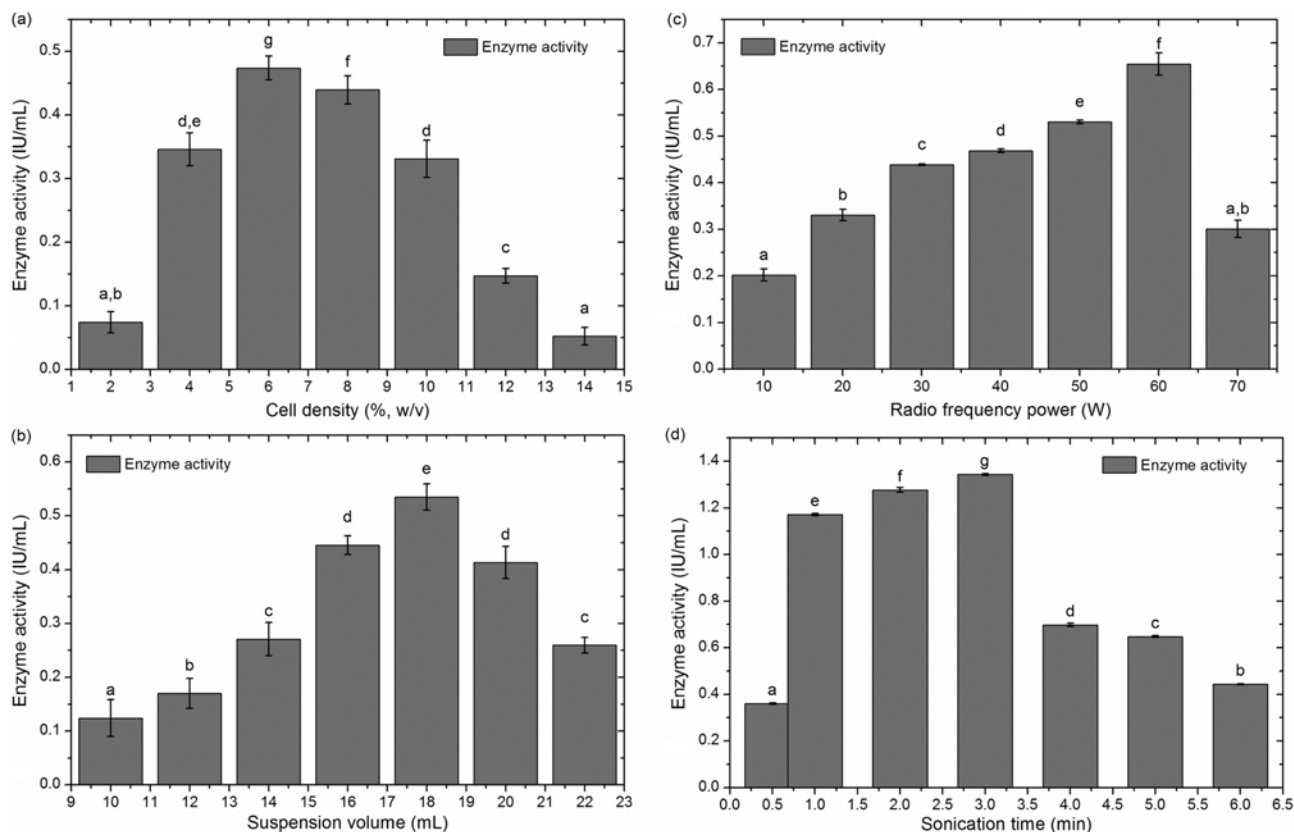 (a)
Enzyme activity
g
f
d,e
d
c
a,b
a
0.5
0.4
0.3
0.2
0.1
0.0
Enzyme activity (IU/mL)
1 2 3 4 5 6 7 8 9 10 11 12 13 14 15
Cell density (%, w/v)
(c)
Enzyme activity
f
e
d
c
b
a,b
a
0.7
0.6
0.5
0.4
0.3
0.2
0.1
0.0
Enzyme activity (IU/mL)
10 20 30 40 50 60 70
Radio frequency power (W)
(b)
Enzyme activity
e
d
d
c
c
b
a
0.6
0.5
0.4
0.3
0.2
0.1
0.0
Enzyme activity (IU/mL)
9 10 11 12 13 14 15 16 17 18 19 20 21 22 23
Suspension volume (mL)
(d)
Enzyme activity
g
f
e
d
c
b
a
1.4
1.2
1.0
0.8
0.6
0.4
0.2
0.0
Enzyme activity (IU/mL)
0.0 0.5 1.0 1.5 2.0 2.5 3.0 3.5 4.0 4.5 5.0 5.5 6.0 6.5
Sonication time (min)